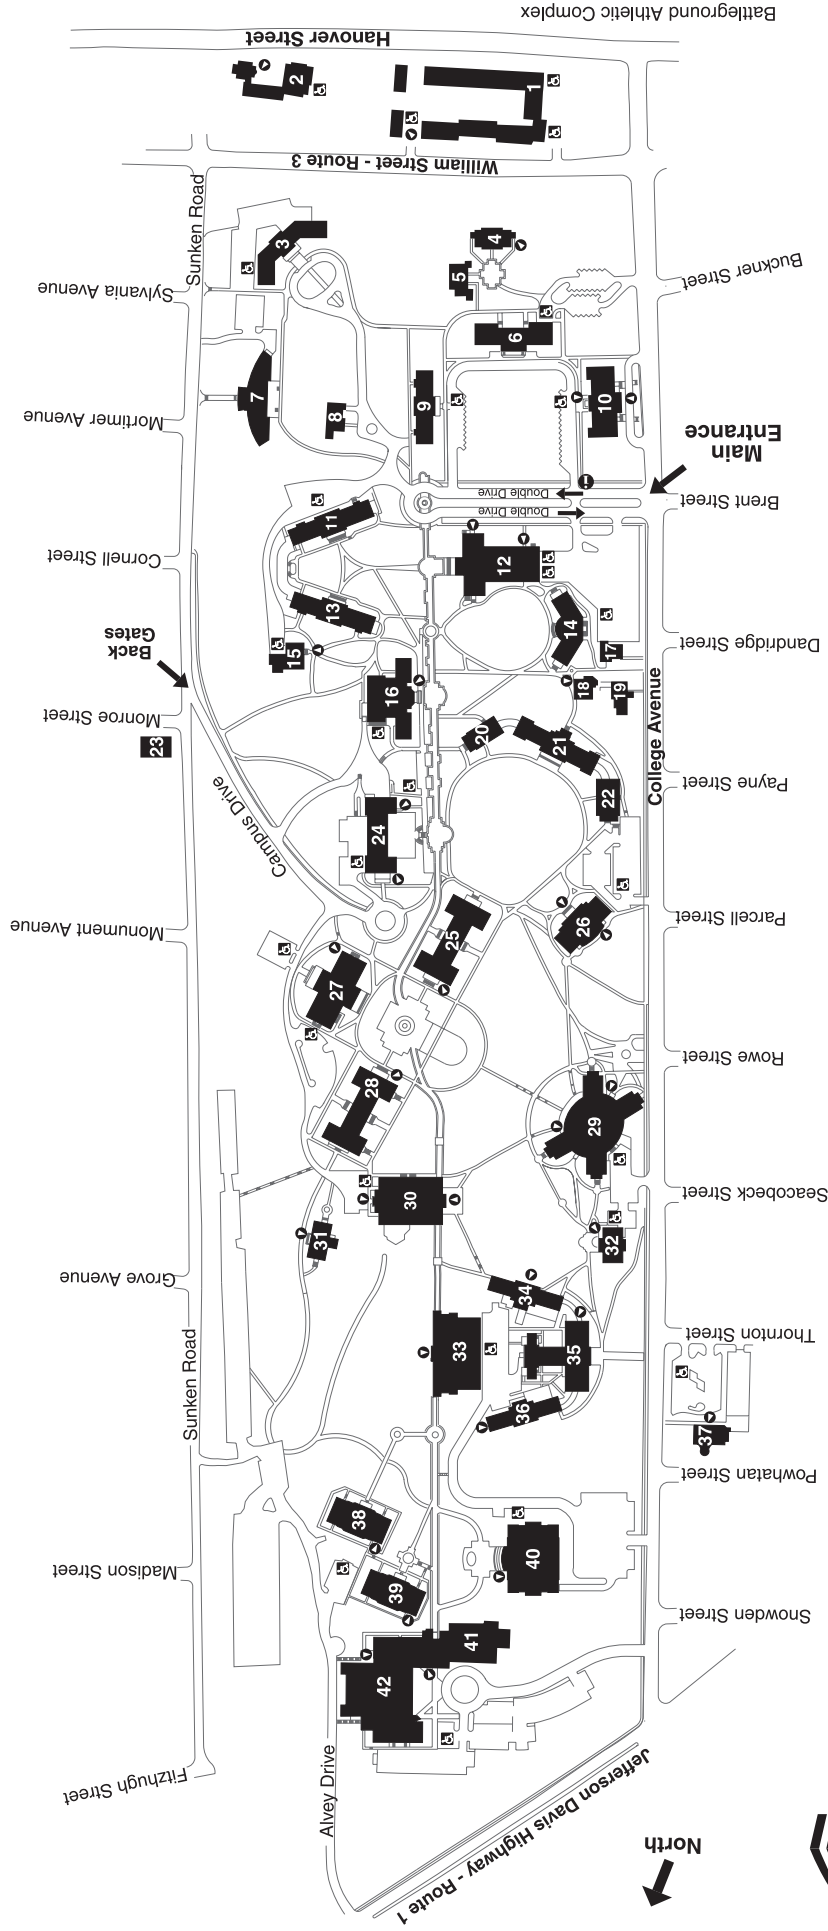 Battleground Athletic Complex
Hanover Street
2
1
William Street - Route 3
Sunken Road
3
4
5
Buckner Street
Sylvania Avenue
6
7
8
9
10
Mortimer Avenue
Main
Entrance
Double Drive
Double Drive
Brent Street
11
12
Cornell Street
13
14
Back
Gates
15
17
Dandridge Street
16
18
19
Monroe Street
23
20
21
College Avenue
Campus Drive
22
Payne Street
24
Monument Avenue
25
26
Parcell Street
27
28
29
Rowe Street
30
31
32
Seacobeck Street
Grove Avenue
34
33
35
Thornton Street
Sunken Road
36
37
Powhatan Street
38
40
39
Madison Street
Snowden Street
41
42
Fitzhugh Street
Alvey Drive
Jefferson Davis Highway - Route 1
North